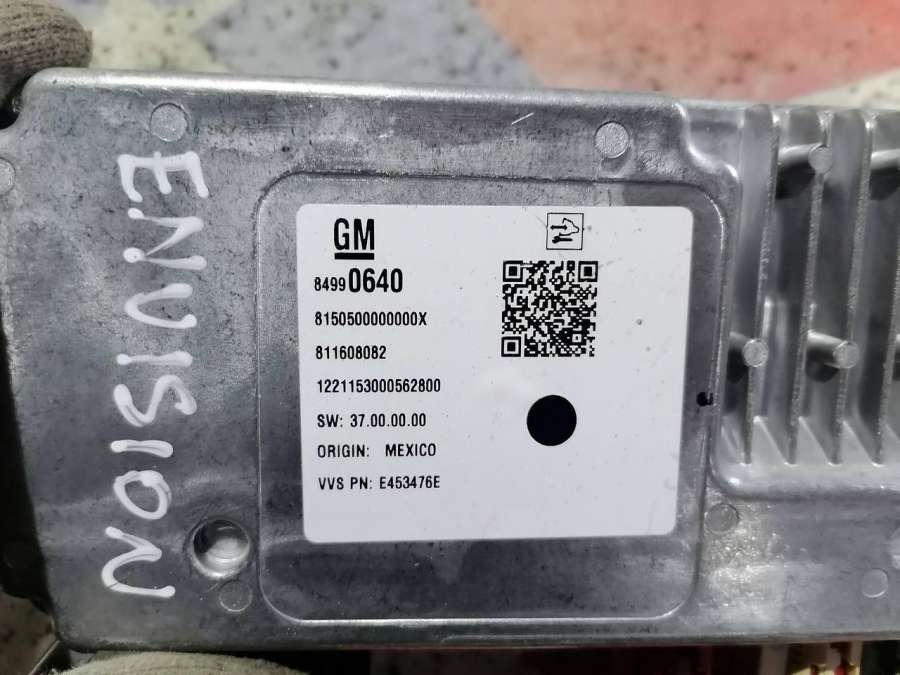 ENVISION
GM
84990640
8150500000000X
811608082
1221153000562800
SW: 37.00.00.00
ORIGIN: MEXICO
VVS PN: E453476E